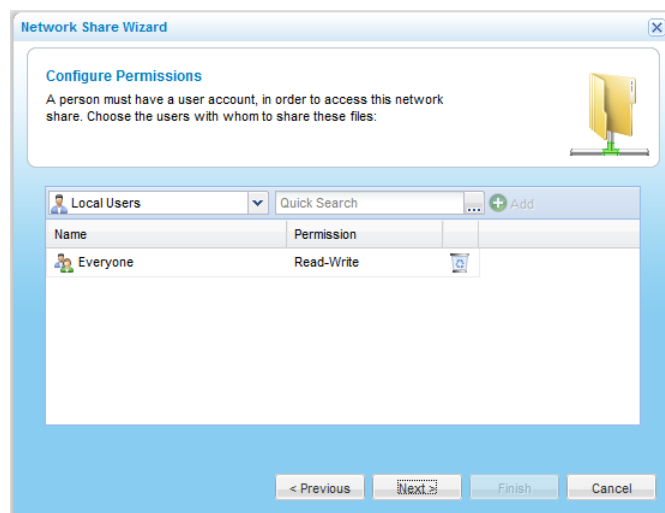 Network Share Wizard
Configure Permissions
A person must have a user account, in order to access this network
share. Choose the users with whom to share these files:
Local Users
Quick Search
...
Add
Name
Permission
Everyone
Read-Write
< Previous
Next >
Finish
Cancel